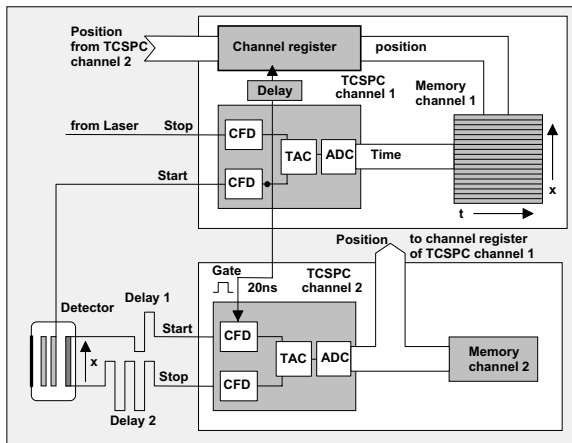 Position
from TCSPC
channel 2
Channel register
position
Delay
TCSPC
channel 1
Memory
channel 1
from Laser
Stop
CFD
TAC
ADC
Time
Start
CFD
x
t
Position
to channel register
of TCSPC channel 1
Gate
20ns
TCSPC
channel 2
Detector
Delay 1
Start
CFD
TAC
ADC
Memory
channel 2
x
Stop
CFD
Delay 2